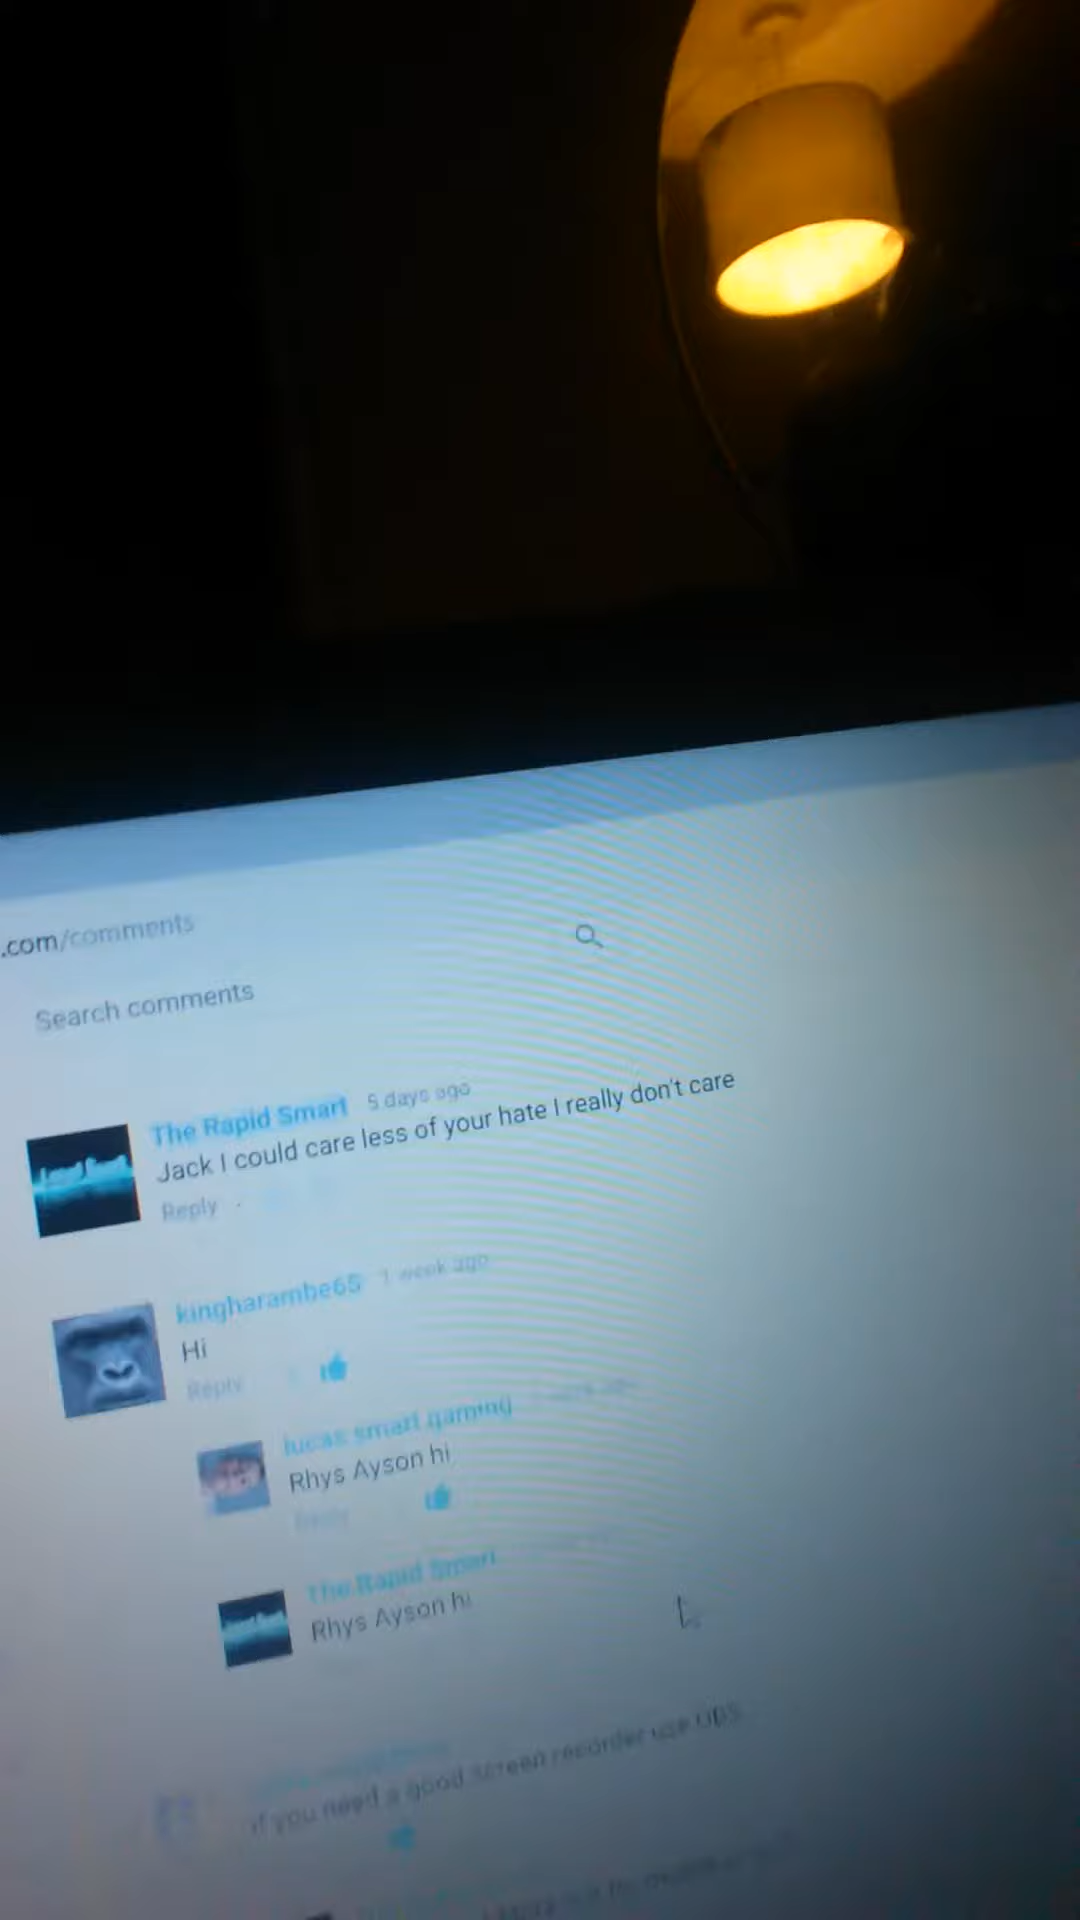 .com/comments
Search comments
The Rapid Smart 5 days ago
Jack I could care less of your hate I really don't care
Reply
kingharambe65 1 week ago
Hi
Reply
lucas smart gaming
Rhys Ayson hi
Reply
The Rapid Smart
Rhys Ayson hi
if you need a good screen recorder use OBS